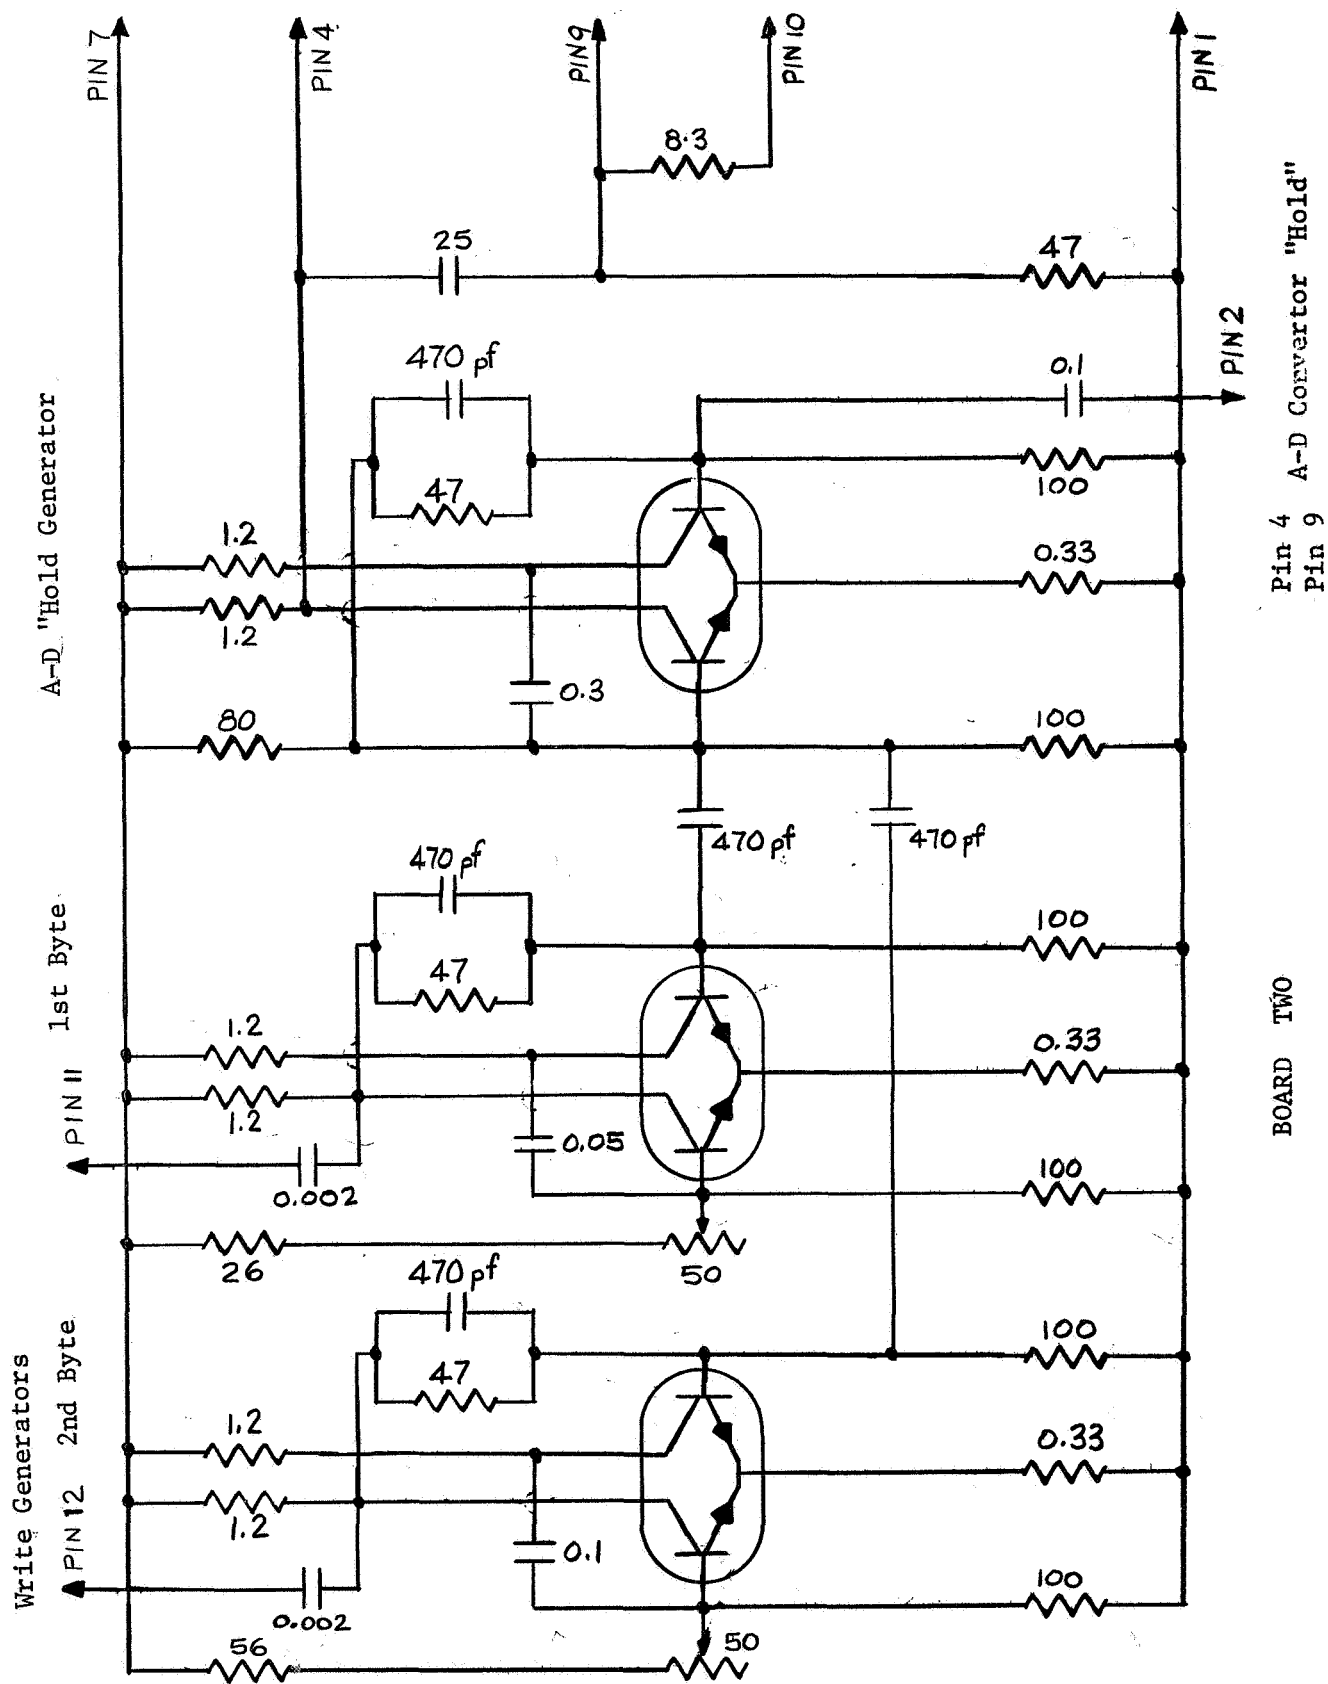 PIN 7
PIN 4
PIN 9
PIN 10
PIN 1
8.3
25
47
470 pf
0.1
PIN 2
A-D "Hold Generator
47
100
1.2
0.33
1.2
0.3
80
100
Pin 4 A-D Convertor "Hold"
Pin 9
470 pf
470 pf
470 pf
100
1st Byte
47
1.2
0.33
PIN 11
1.2
0.05
0.002
100
26
50
BOARD TWO
470 pf
100
Write Generators
2nd Byte
47
1.2
0.33
PIN 12
1.2
0.1
0.002
100
56
50